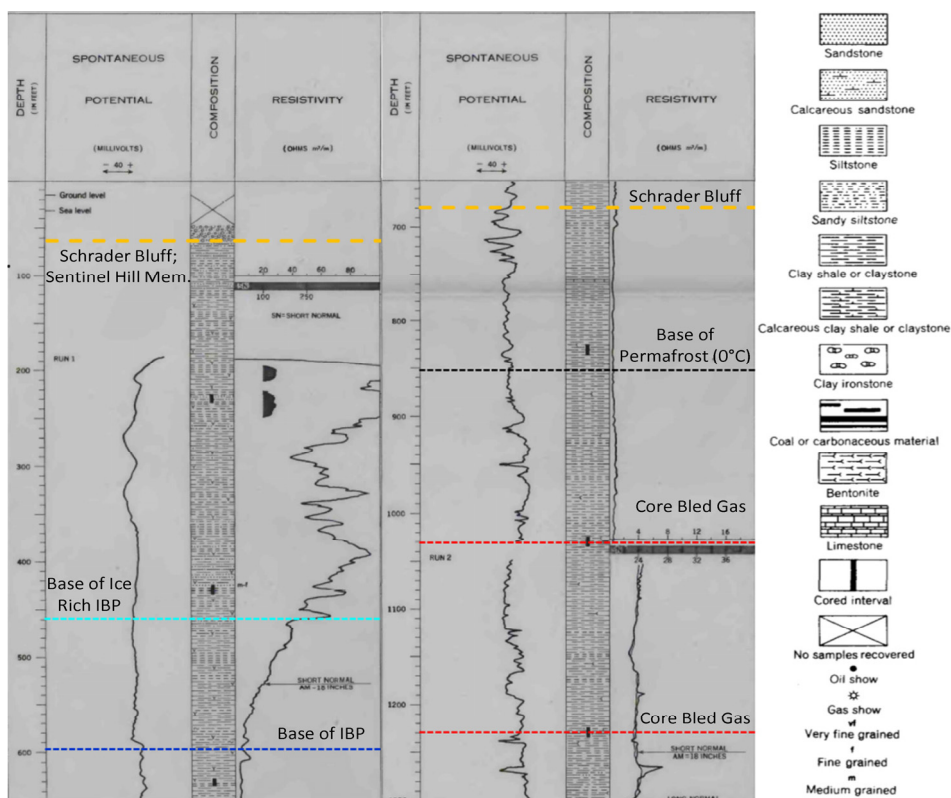 DEPTH
(IN FEET)
SPONTANEOUS
POTENTIAL
(MILLIVOLTS)
- 40 +
COMPOSITION
RESISTIVITY
(OHMS m²/m)
Ground level
Sea level
Schrader Bluff;
Sentinel Hill Mem.
20 40 60 80
100 750
SN1 SHORT NORMAL
100
RUN 1
200
300
400
m-f
Base of Ice
Rich IBP
500
SHORT NORMAL
AM = 18 INCHES
Base of IBP
600
DEPTH
(IN FEET)
SPONTANEOUS
POTENTIAL
(MILLIVOLTS)
- 40 +
COMPOSITION
RESISTIVITY
(OHMS m²/m)
Schrader Bluff
700
800
Base of
Permafrost (0°C)
900
Core Bled Gas
1000
4 8 12 16
24 28 32 36
RUN 2
1100
1200
Core Bled Gas
SHORT NORMAL
AM = 18 INCHES
Sandstone
Calcareous sandstone
Siltstone
Sandy siltstone
Clay shale or claystone
Calcareous clay shale or claystone
Clay ironstone
Coal or carbonaceous material
Bentonite
Limestone
Cored interval
No samples recovered
Oil show
Gas show
vf
Very fine grained
f
Fine grained
m
Medium grained